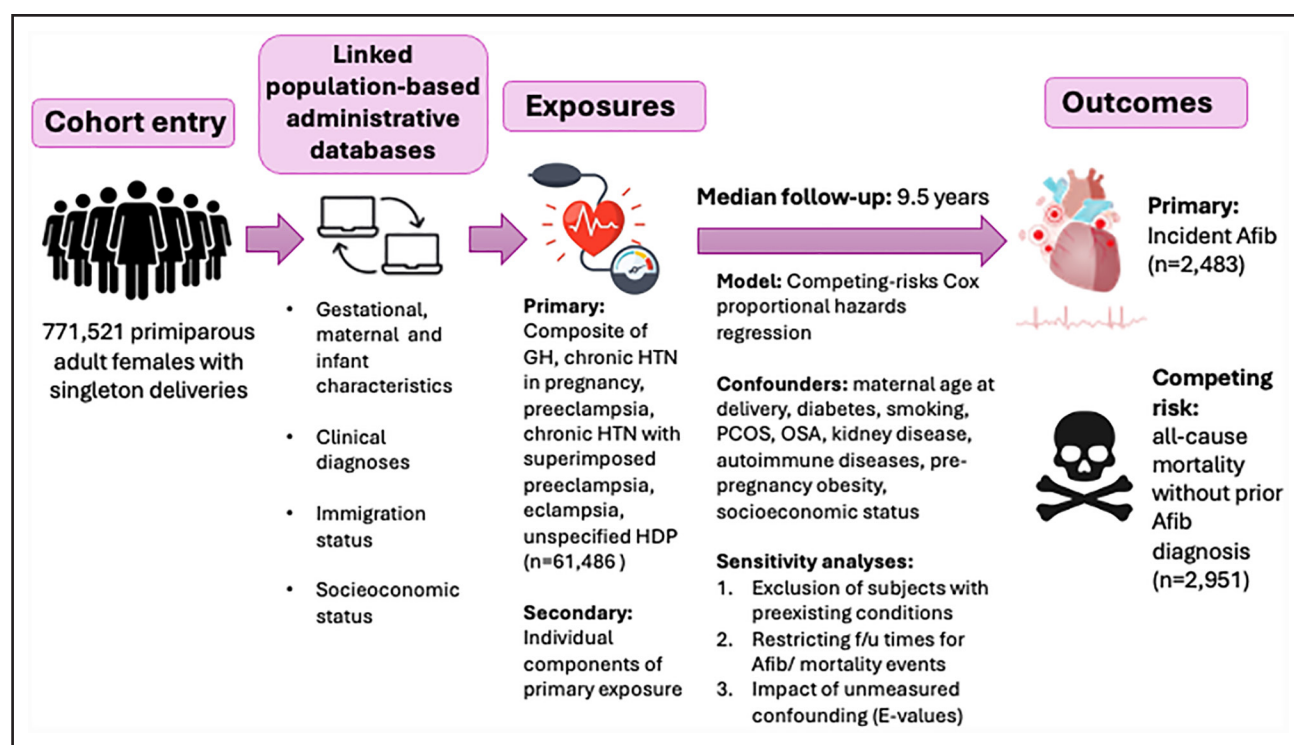 Cohort entry
771,521 primiparous
adult females with
singleton deliveries
Linked
population-based
administrative
databases
• Gestational,
maternal and
infant
characteristics
• Clinical
diagnoses
• Immigration
status
• Socieoconomic
status
Exposures
Primary:
Composite of
GH, chronic HTN
in pregnancy,
preeclampsia,
chronic HTN with
superimposed
preeclampsia,
eclampsia,
unspecified HDP
(n=61,486 )
Secondary:
Individual
components of
primary exposure
Median follow-up: 9.5 years
Model: Competing-risks Cox
proportional hazards
regression
Confounders: maternal age at
delivery, diabetes, smoking,
PCOS, OSA, kidney disease,
autoimmune diseases, pre-
pregnancy obesity,
socioeconomic status
Sensitivity analyses:
1. Exclusion of subjects with
preexisting conditions
2. Restricting f/u times for
Afib/ mortality events
3. Impact of unmeasured
confounding (E-values)
Outcomes
Primary:
Incident Afib
(n=2,483)
Competing
risk:
all-cause
mortality
without prior
Afib
diagnosis
(n=2,951)